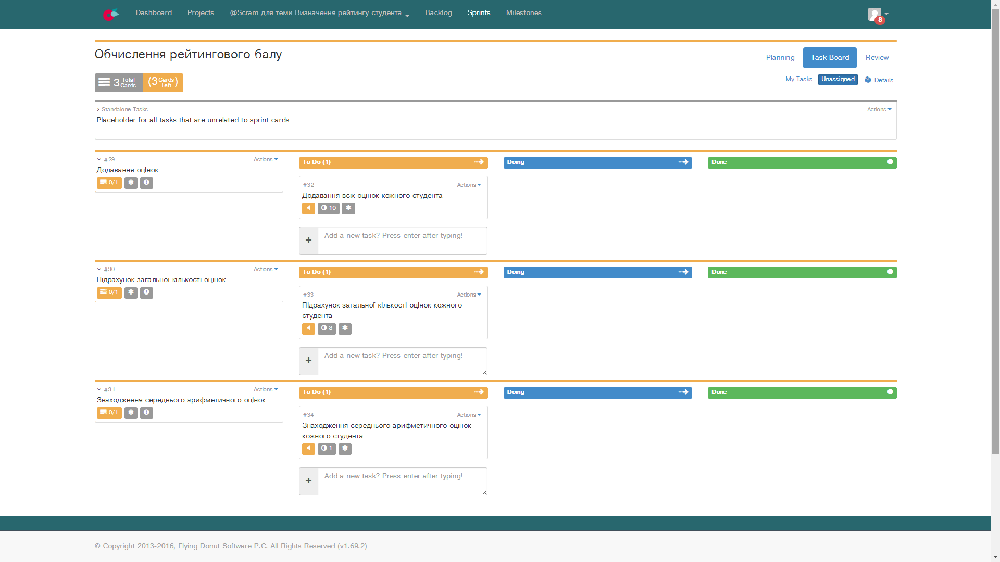 Dashboard Projects @Scram для теми Визначення рейтингу студента Backlog Sprints Milestones
8
Обчислення рейтингового балу
Planning Task Board Review
3 Total Cards (3 Cards Left)
My Tasks Unassigned Details
Standalone Tasks Actions
Placeholder for all tasks that are unrelated to sprint cards
#29 Actions
Додавання оцінок
0/1
To Do (1) Doing Done
#32 Actions
Додавання всіх оцінок кожного студента
10
Add a new task? Press enter after typing!
#30 Actions
Підрахунок загальної кількості оцінок
0/1
To Do (1) Doing Done
#33 Actions
Підрахунок загальної кількості оцінок кожного
студента
3
Add a new task? Press enter after typing!
#31 Actions
Знаходження середнього арифметичного оцінок
0/1
To Do (1) Doing Done
#34 Actions
Знаходження середнього арифметичного оцінок
кожного студента
1
Add a new task? Press enter after typing!
© Copyright 2013-2016, Flying Donut Software P.C. All Rights Reserved (v1.69.2)